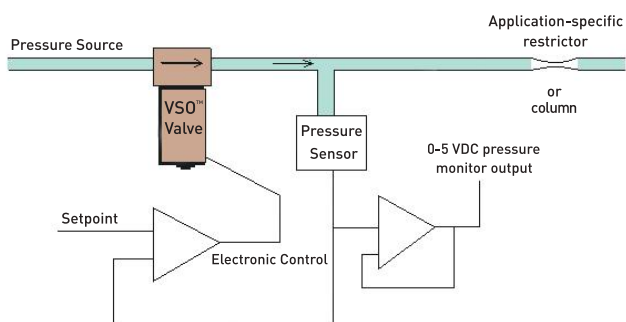 Application-specific
restrictor
Pressure Source
or
column
VSO™
Valve
Pressure
Sensor
0-5 VDC pressure
monitor output
Setpoint
Electronic Control